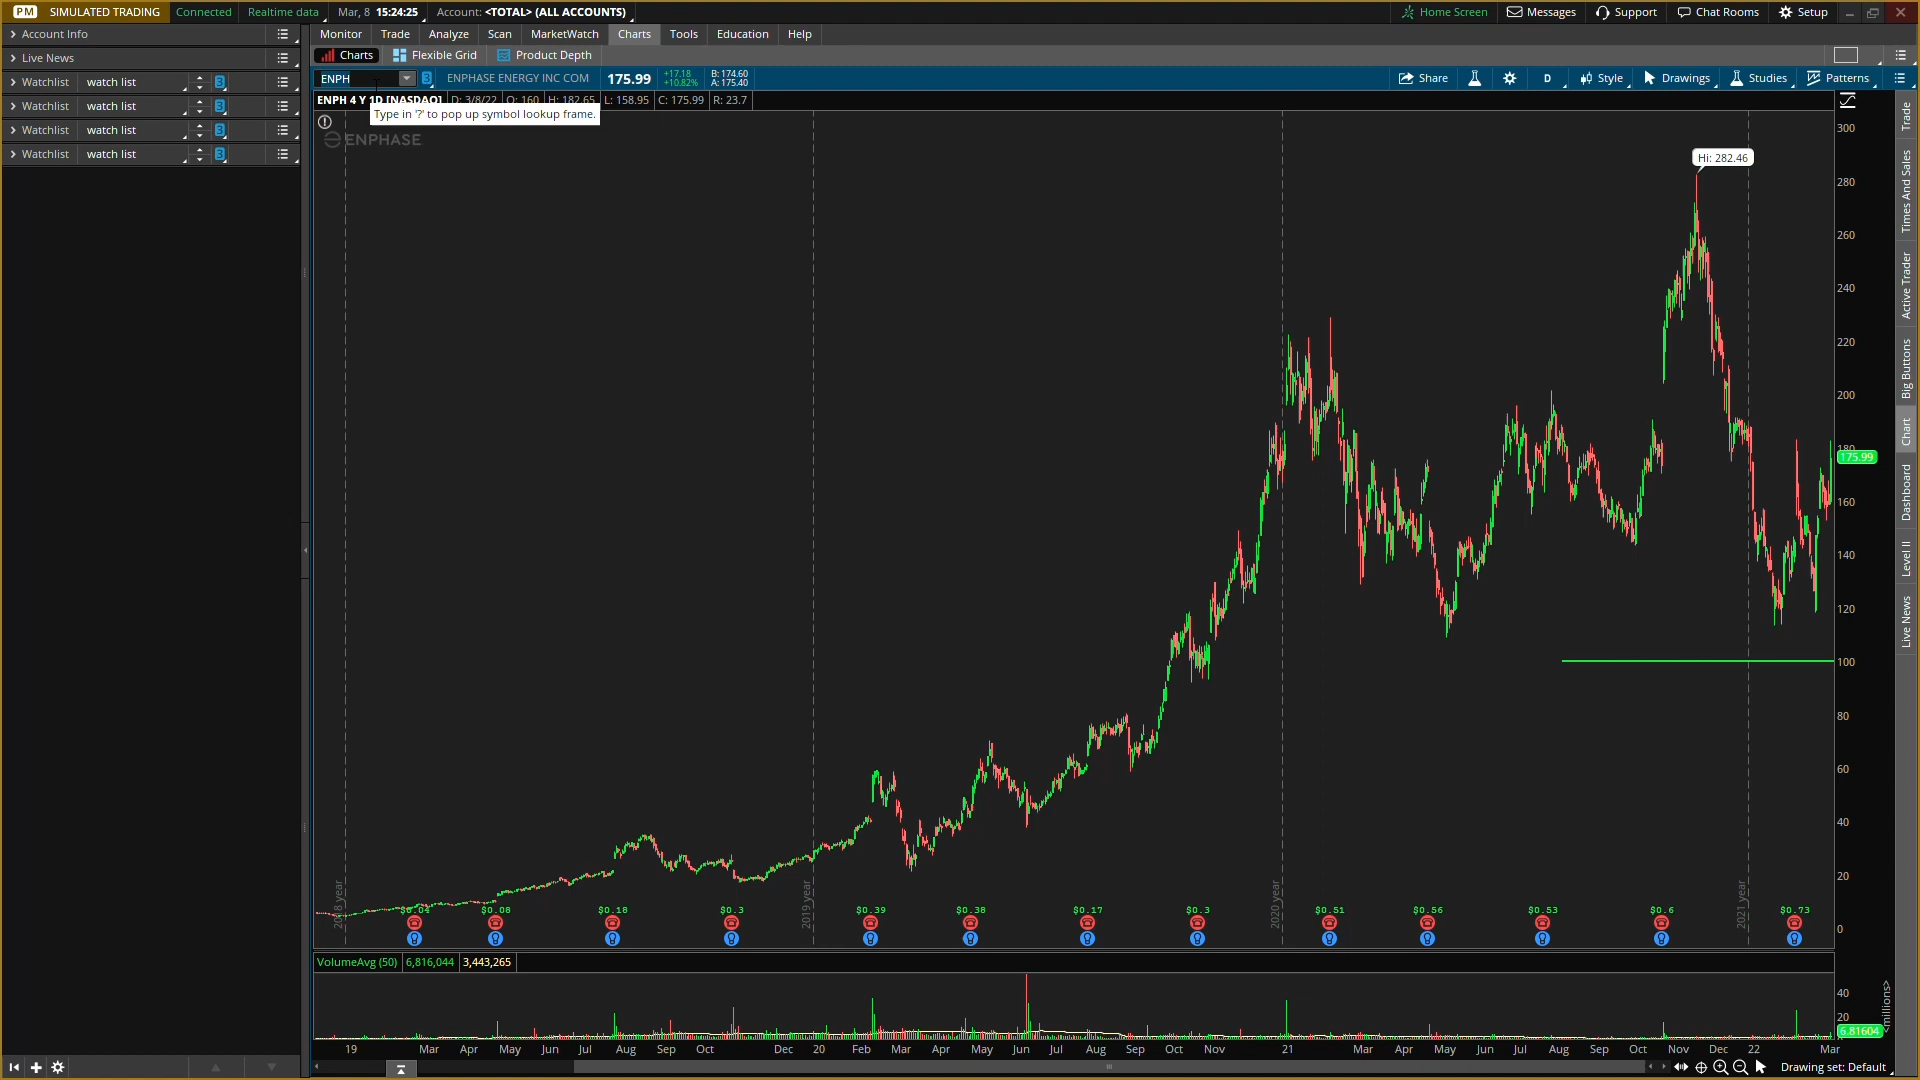 PM SIMULATED TRADING Connected Realtime data Mar, 8 15:24:25 Account: <TOTAL> (ALL ACCOUNTS) Home Screen Messages Support Chat Rooms Setup
Account Info
Live News
Watchlist watch list 3
Watchlist watch list 3
Watchlist watch list 3
Watchlist watch list 3
Monitor Trade Analyze Scan MarketWatch Charts Tools Education Help
Charts Flexible Grid Product Depth
ENPH 3 ENPHASE ENERGY INC COM 175.99 +17.18 +10.82% B: 174.60 A: 175.40 Share D Style Drawings Studies Patterns
ENPH 4 Y 1D [NASDAQ] D: 3/8/22 O: 160 H: 182.65 L: 158.95 C: 175.99 R: 23.7
Type in '?' to pop up symbol lookup frame.
ENPHASE
Hi: 282.46
300
280
260
240
220
200
180
175.99
160
140
120
100
80
60
40
20
0
2018 year 2019 year 2020 year 2021 year
$0.04 $0.08 $0.18 $0.3 $0.39 $0.38 $0.17 $0.3 $0.51 $0.56 $0.53 $0.6 $0.73
VolumeAvg (50) 6,816,044 3,443,265
40
20
6.81604
<millions>
19 Mar Apr May Jun Jul Aug Sep Oct Dec 20 Feb Mar Apr May Jun Jul Aug Sep Oct Nov 21 Mar Apr May Jun Jul Aug Sep Oct Nov Dec 22 Mar
Drawing set: Default
Trade
Times And Sales
Active Trader
Big Buttons
Chart
Dashboard
Level II
Live News